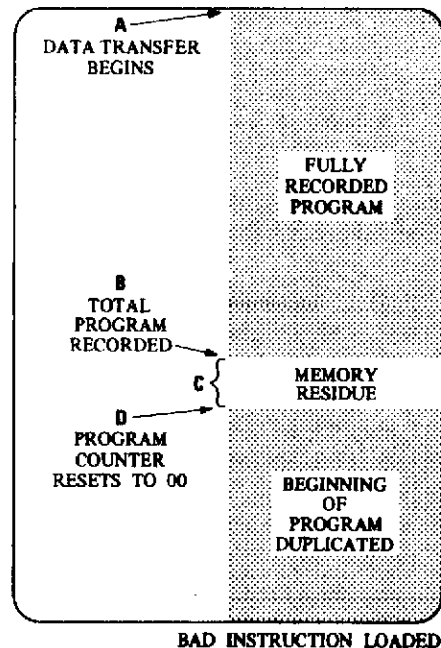 A
DATA TRANSFER
BEGINS
FULLY
RECORDED
PROGRAM
B
TOTAL
PROGRAM
RECORDED
C
MEMORY
RESIDUE
D
PROGRAM
COUNTER
RESETS TO 00
BEGINNING
OF
PROGRAM
DUPLICATED
BAD INSTRUCTION LOADED